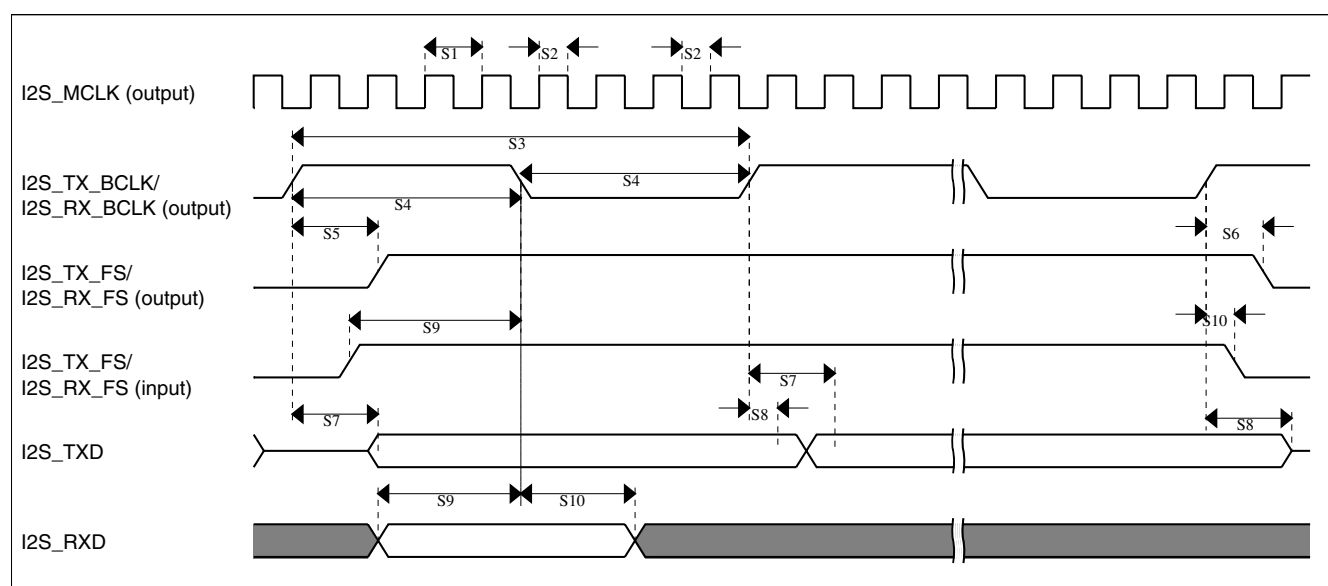 S1
S2
S2
I2S_MCLK (output)
S3
I2S_TX_BCLK/
I2S_RX_BCLK (output)
S4
S4
S5
S6
I2S_TX_FS/
I2S_RX_FS (output)
S9
S10
I2S_TX_FS/
I2S_RX_FS (input)
S7
S7
S8
S8
I2S_TXD
S9
S10
I2S_RXD